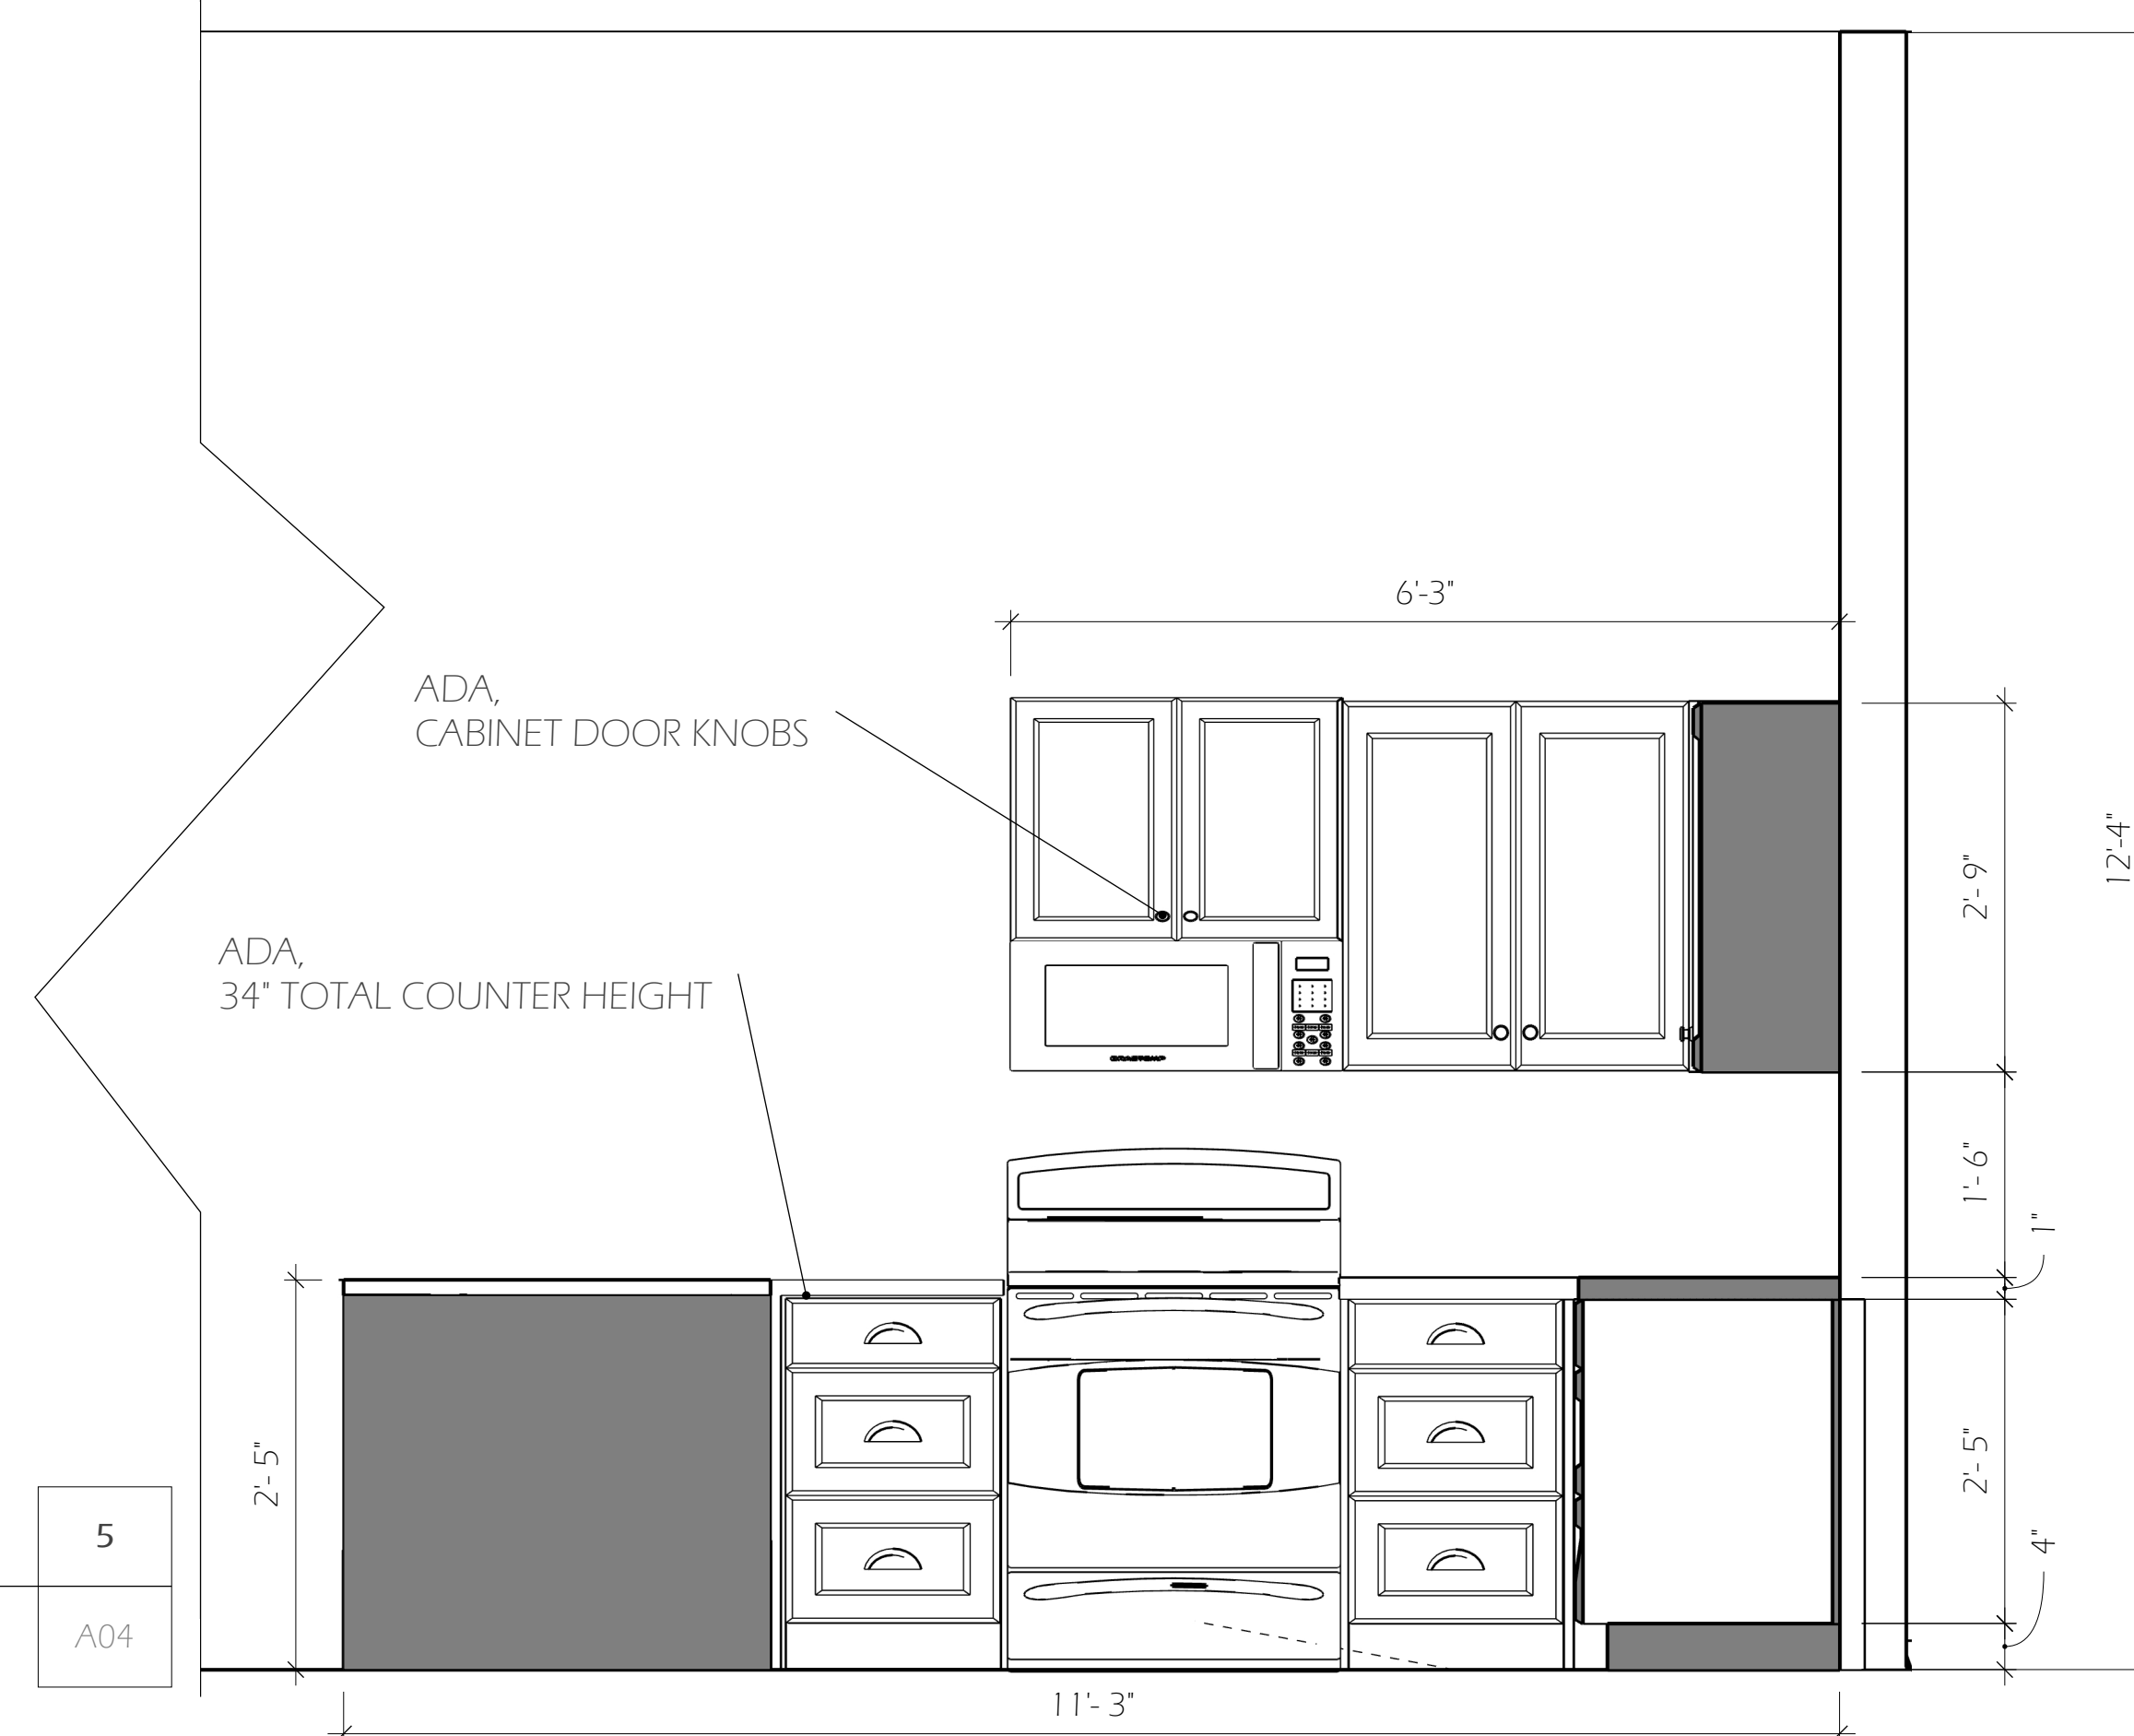 6'-3"
ADA,
CABINET DOOR KNOBS
2'- 9"
12'-4"
ADA,
34" TOTAL COUNTER HEIGHT
1'- 6"
1"
2'- 5"
2'- 5"
4"
5
A04
11'- 3"